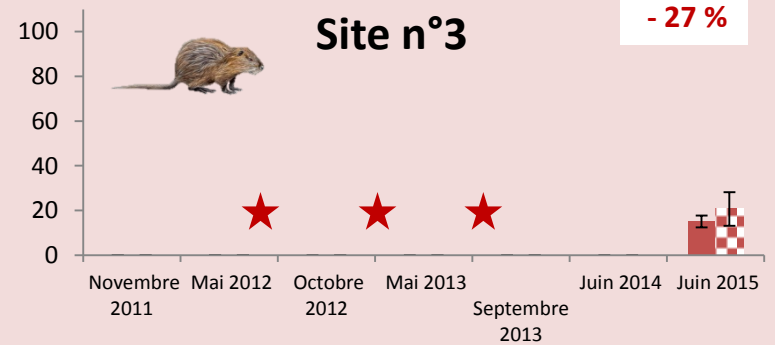 Site n°3
- 27 %
100
80
60
40
20
0
Novembre 2011
Mai 2012
Octobre 2012
Mai 2013
Septembre 2013
Juin 2014
Juin 2015